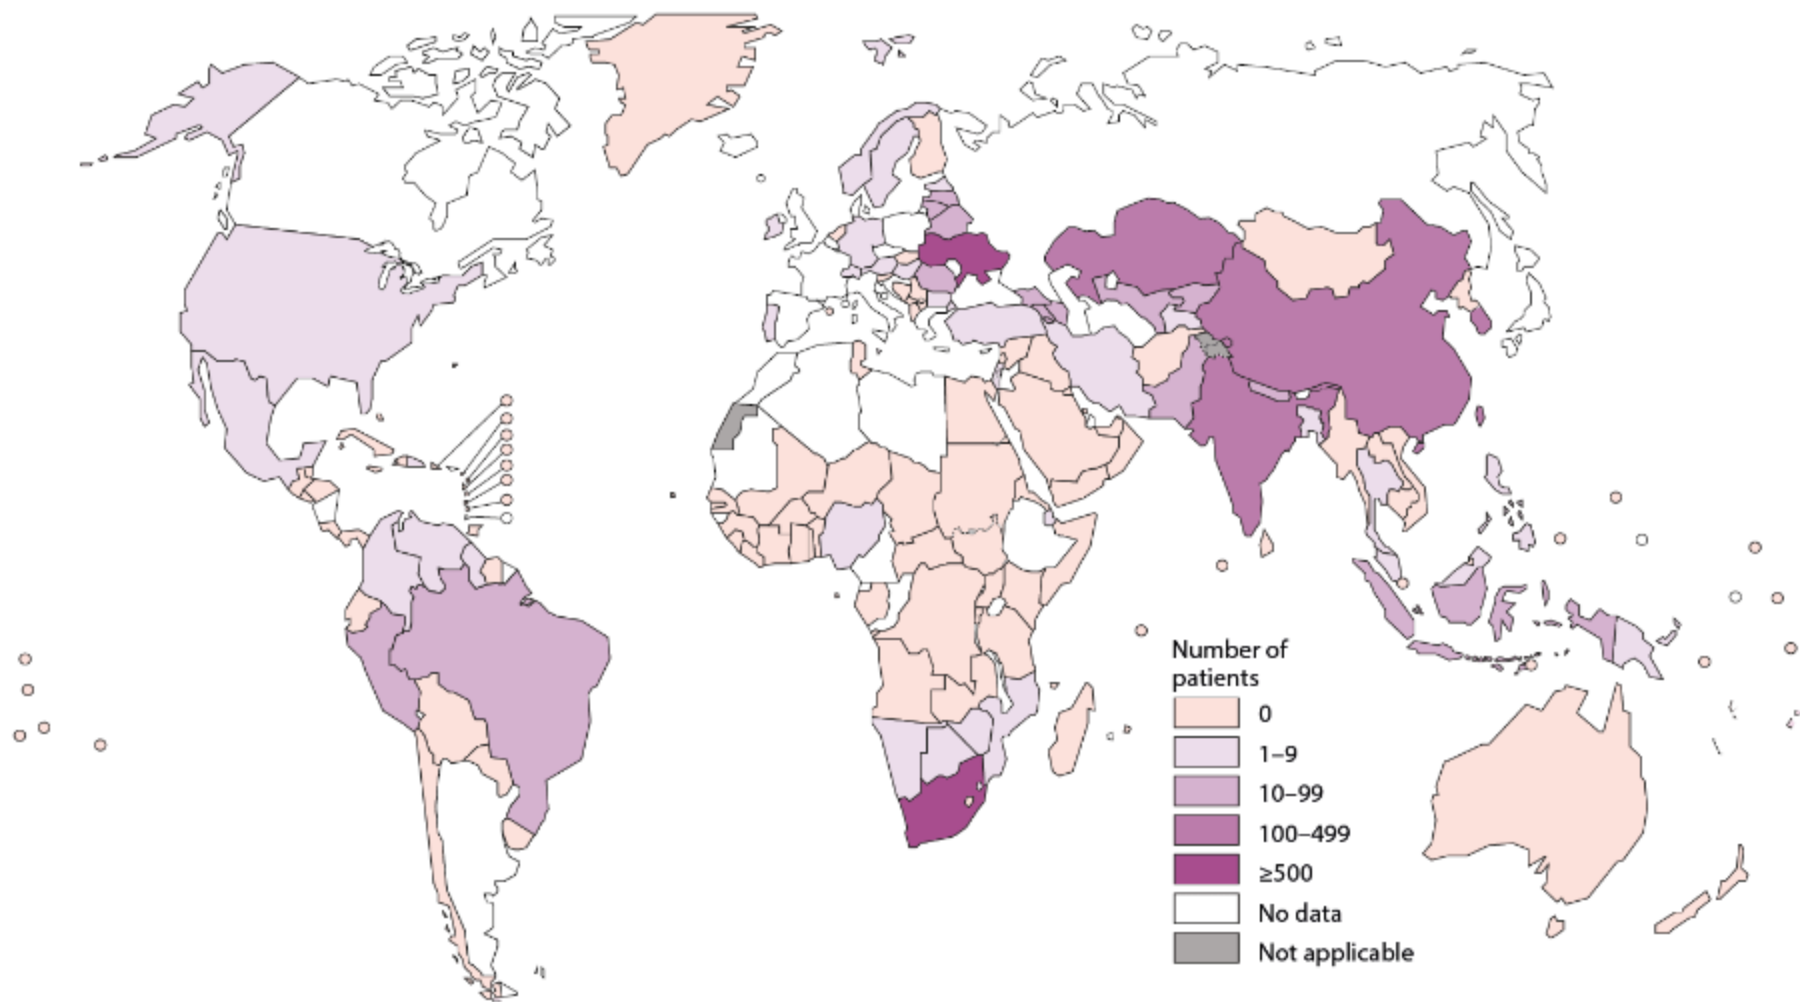 Number of
patients
0
1–9
10–99
100–499
≥500
No data
Not applicable